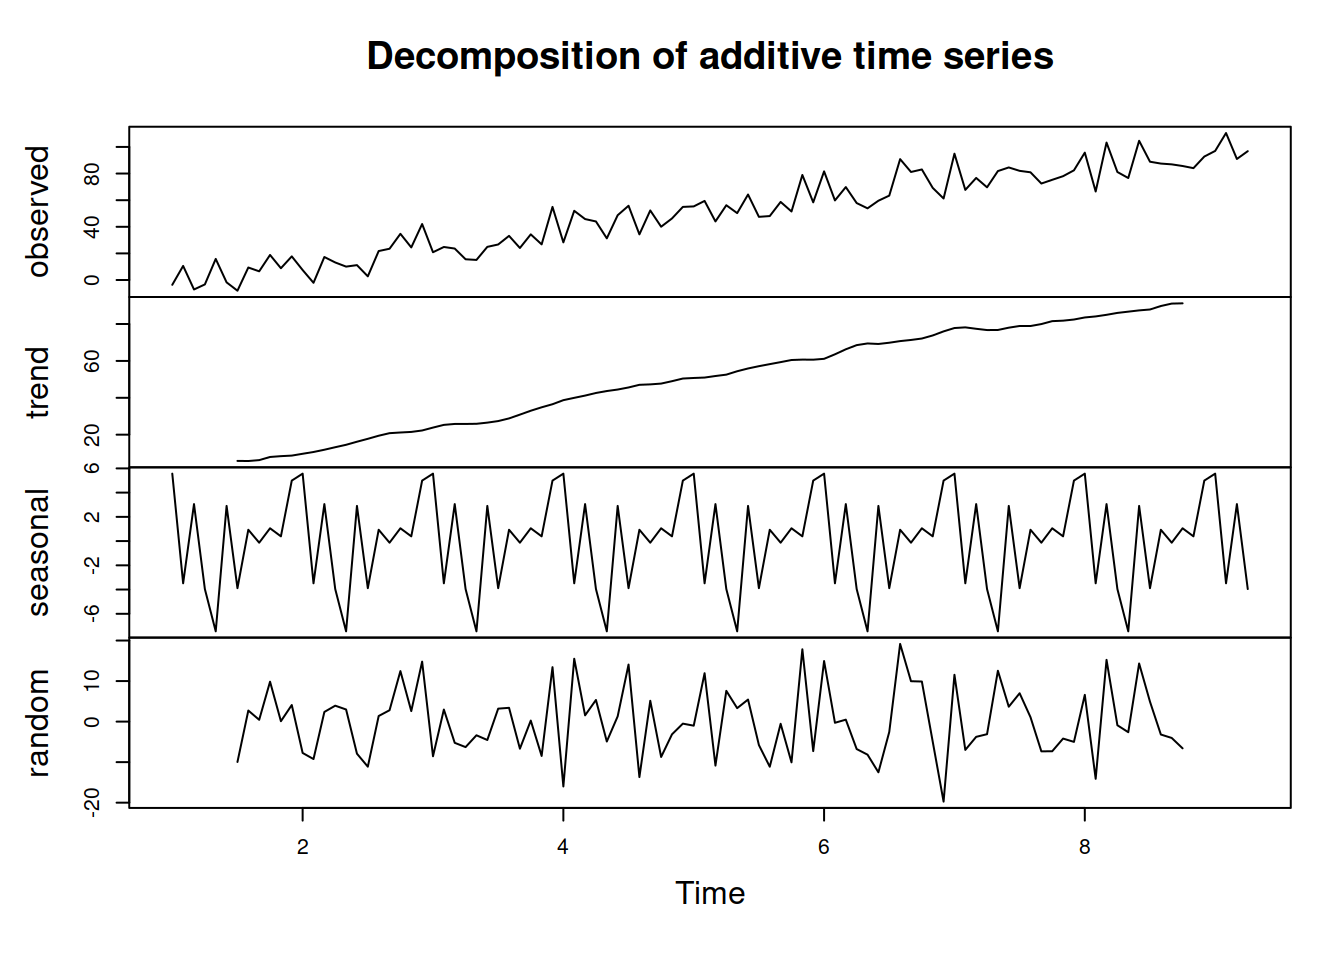 Decomposition of additive time series
observed
0 40 80
trend
20 60
seasonal
-6 -2 2 6
random
-20 0 10
2 4 6 8
Time